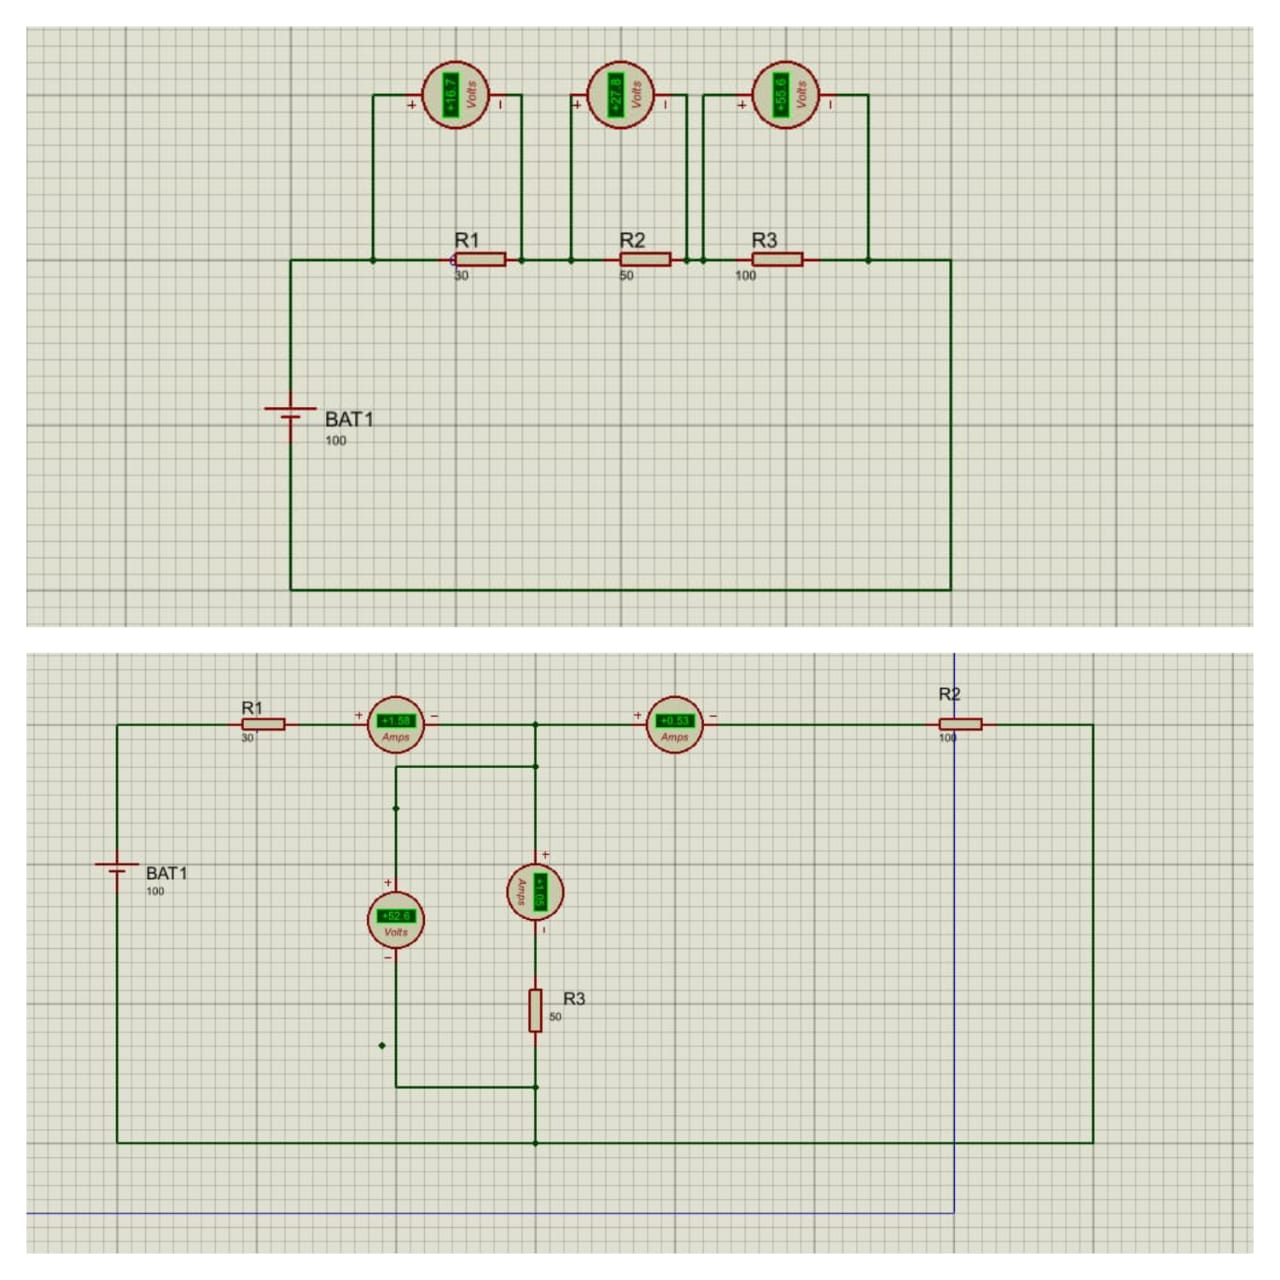 +16.7
Volts
+27.8
Volts
+55.6
Volts
+ −
+ −
+ −
R1
30
R2
50
R3
100
BAT1
100
R1
30
+ −
+1.58
Amps
+ −
+0.53
Amps
R2
100
BAT1
100
+
+52.6
Volts
−
+
+1.05
Amps
−
R3
50